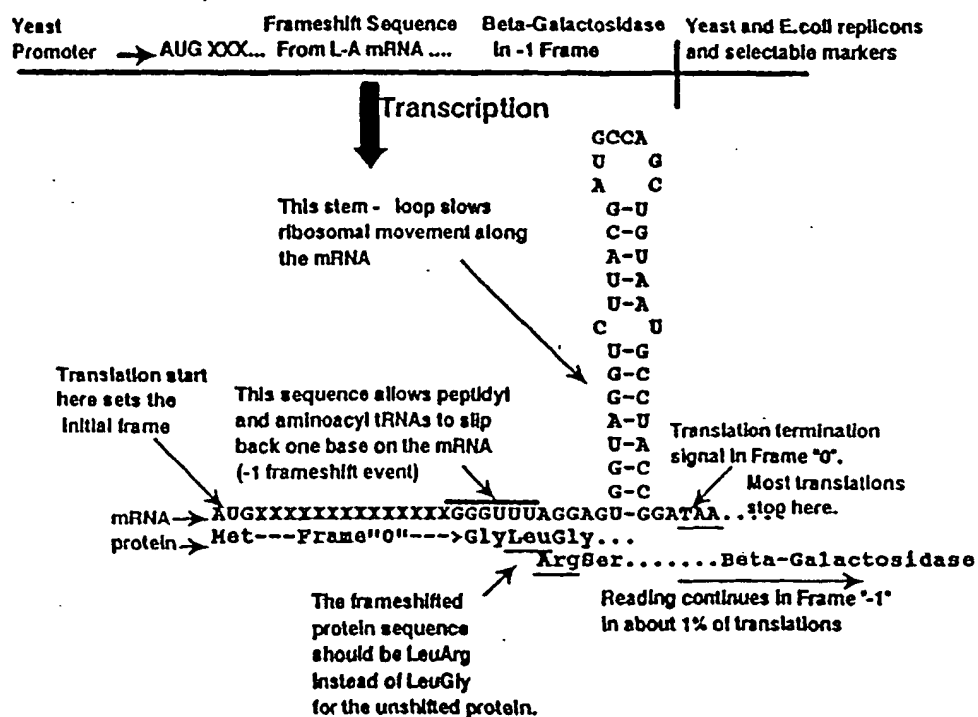 Yeast Promoter → AUG XXX...
Frameshift Sequence
From L-A mRNA ....
Beta-Galactosidase
In -1 Frame
Yeast and E.coli replicons
and selectable markers
Transcription
This stem - loop slows
ribosomal movement along
the mRNA
GCCA
U G
A C
G-U
C-G
A-U
U-A
U-A
C U
U-G
G-C
G-C
A-U
U-A
G-C
G-C
Translation start
here sets the
Initial frame
This sequence allows peptidyl
and aminoacyl tRNAs to slip
back one base on the mRNA
(-1 frameshift event)
Translation termination
signal in Frame "0".
Most translations
stop here.
mRNA→AUGXXXXXXXXXXXXXXXGGGUUUAGGAGU-GGATAA.....
protein→Met---Frame"0"--->GlyLeuGly...
ArgSer.......Beta-Galactosidase
The frameshifted
protein sequence
should be LeuArg
Instead of LeuGly
for the unshifted protein.
Reading continues in Frame "-1"
in about 1% of translations